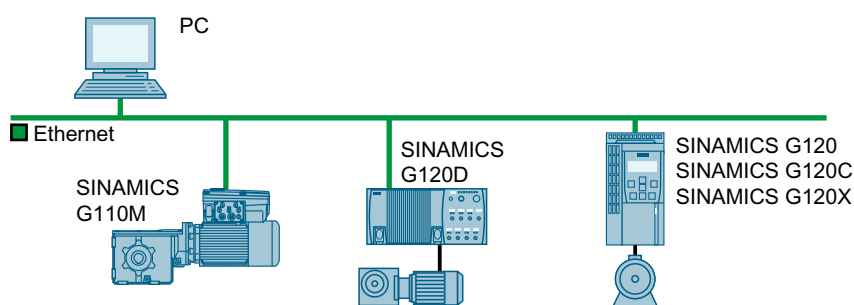 PC
Ethernet
SINAMICS
G110M
SINAMICS
G120D
SINAMICS G120
SINAMICS G120C
SINAMICS G120X